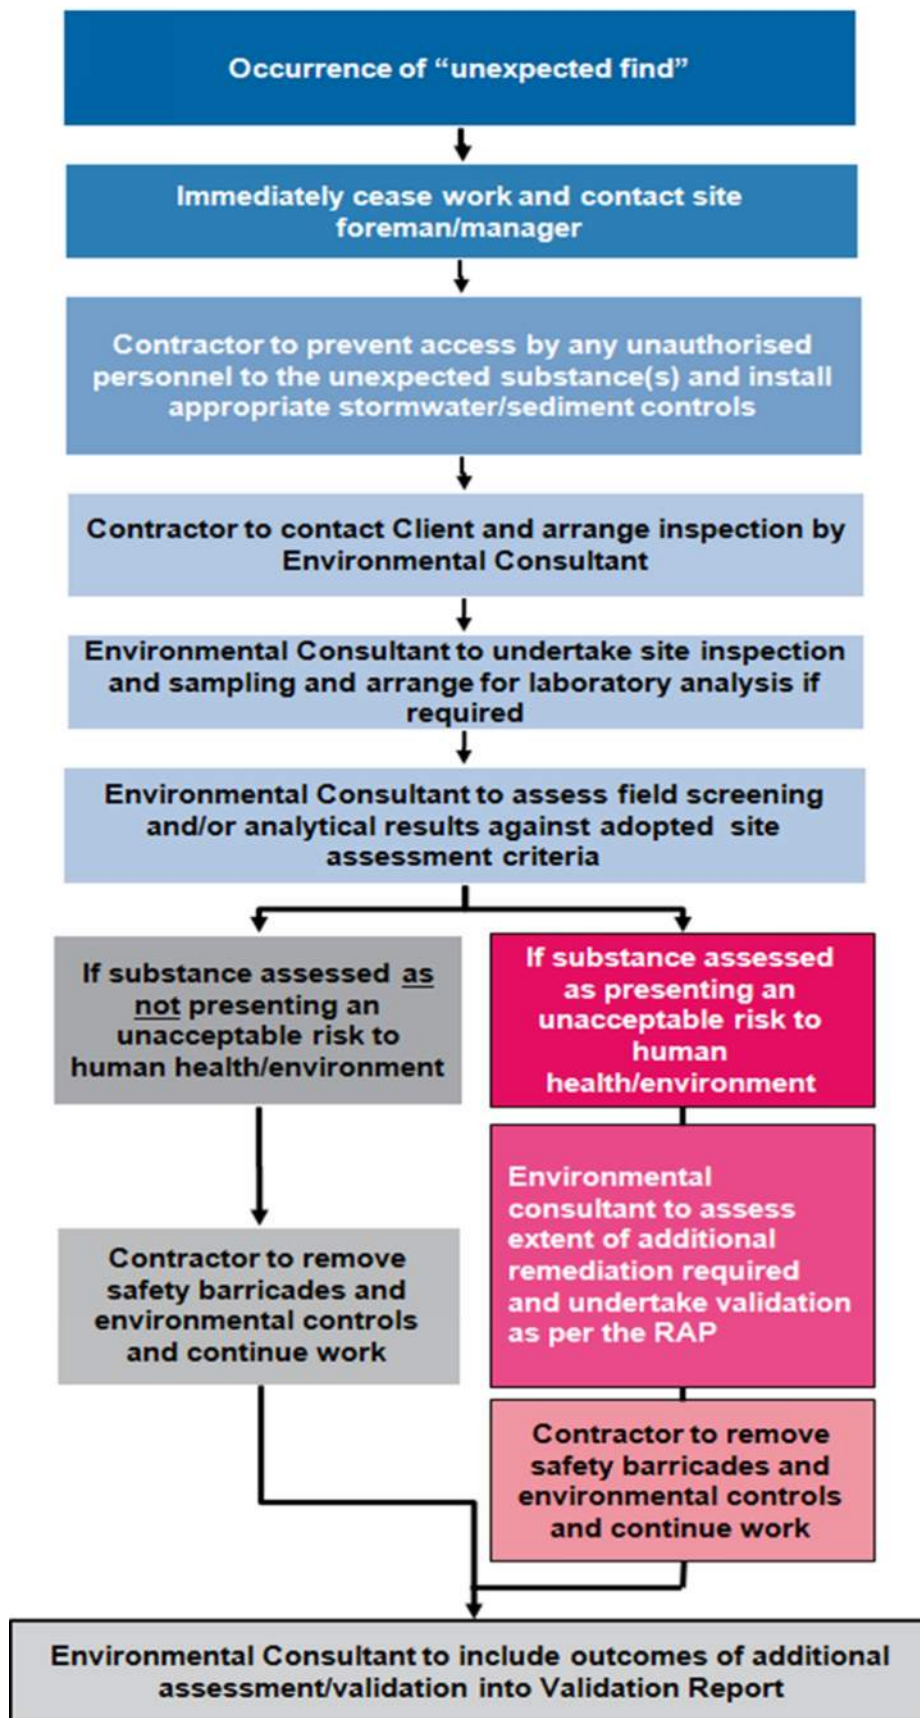 Occurrence of “unexpected find”
Immediately cease work and contact site
foreman/manager
Contractor to prevent access by any unauthorised
personnel to the unexpected substance(s) and install
appropriate stormwater/sediment controls
Contractor to contact Client and arrange inspection by
Environmental Consultant
Environmental Consultant to undertake site inspection
and sampling and arrange for laboratory analysis if
required
Environmental Consultant to assess field screening
and/or analytical results against adopted site
assessment criteria
If substance assessed as
not presenting an
unacceptable risk to
human health/environment
If substance assessed
as presenting an
unacceptable risk to
human
health/environment
Environmental
consultant to assess
extent of additional
remediation required
and undertake validation
as per the RAP
Contractor to remove
safety barricades and
environmental controls
and continue work
Contractor to remove
safety barricades and
environmental controls
and continue work
Environmental Consultant to include outcomes of additional
assessment/validation into Validation Report